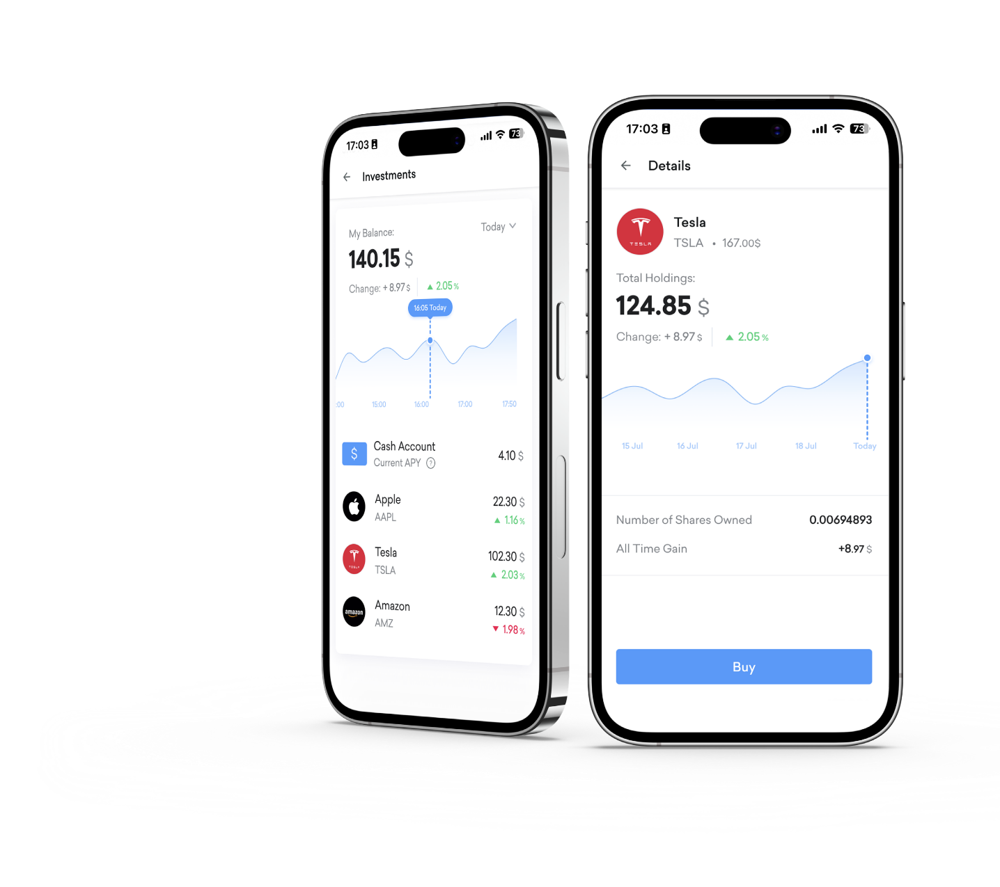 17:03
73
Investments
My Balance:
Today
140.15 $
Change: + 8.97 $ ▲ 2.05 %
16:05 Today
:00 15:00 16:00 17:00 17:50
$
Cash Account
4.10 $
Current APY ?
Apple
22.30 $
AAPL
▲ 1.16 %
Tesla
102.30 $
TESLA
TSLA
▲ 2.03 %
Amazon
12.30 $
amazon
AMZ
▼ 1.98 %
17:03
73
Details
Tesla
TESLA
TSLA • 167.00$
Total Holdings:
124.85 $
Change: + 8.97 $ ▲ 2.05 %
15 Jul 16 Jul 17 Jul 18 Jul Today
Number of Shares Owned 0.00694893
All Time Gain +8.97 $
Buy